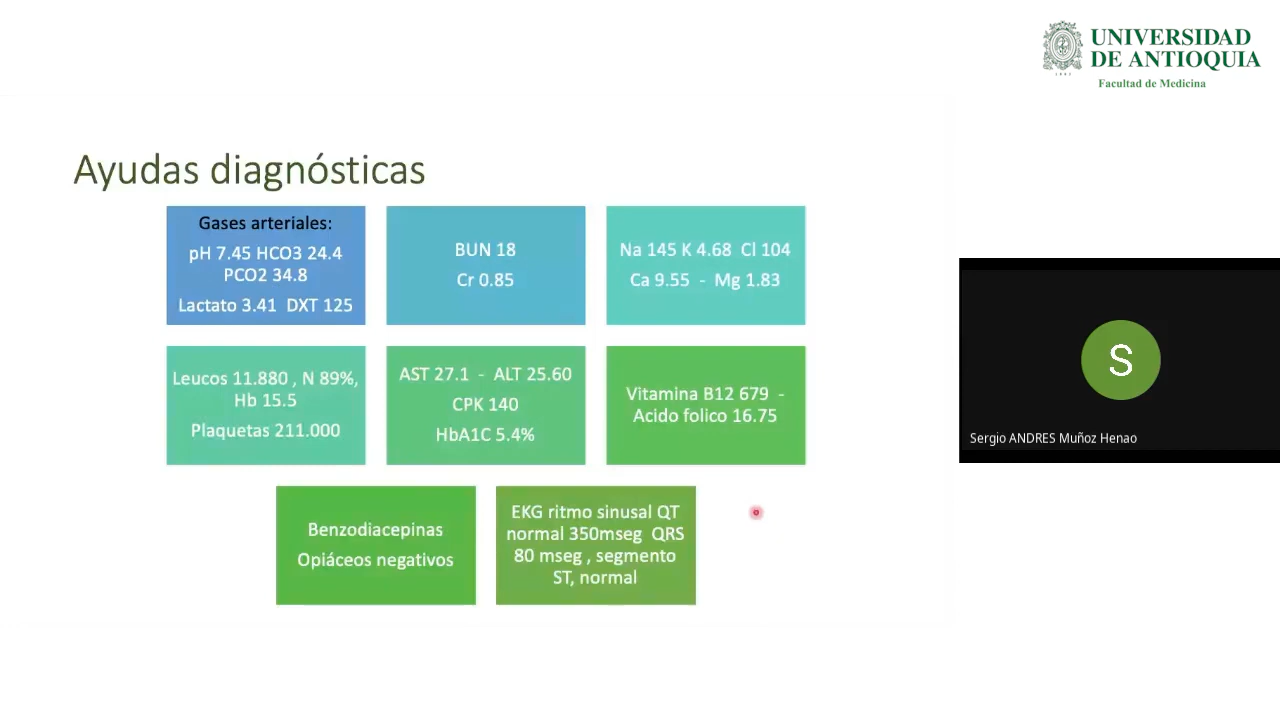 UNIVERSIDAD
DE ANTIOQUIA
Facultad de Medicina
Ayudas diagnósticas
Gases arteriales:
pH 7.45 HCO3 24.4
PCO2 34.8
Lactato 3.41 DXT 125
BUN 18
Cr 0.85
Na 145 K 4.68 Cl 104
Ca 9.55 - Mg 1.83
Leucos 11.880 , N 89%,
Hb 15.5
Plaquetas 211.000
AST 27.1 - ALT 25.60
CPK 140
HbA1C 5.4%
Vitamina B12 679 -
Acido folico 16.75
Benzodiacepinas
Opiáceos negativos
EKG ritmo sinusal QT
normal 350mseg QRS
80 mseg , segmento
ST, normal
S
Sergio ANDRES Muñoz Henao